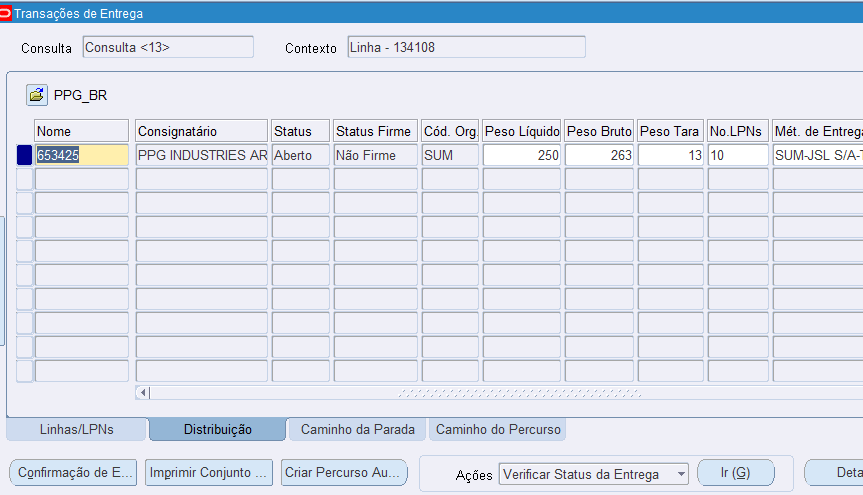 Transações de Entrega
Consulta Consulta <13> Contexto Linha - 134108
PPG_BR
Nome Consignatário Status Status Firme Cód. Org. Peso Líquido Peso Bruto Peso Tara No.LPNs Mét. de Entrega
653425 PPG INDUSTRIES AR Aberto Não Firme SUM 250 263 13 10 SUM-JSL S/A-T
Linhas/LPNs Distribuição Caminho da Parada Caminho do Percurso
Confirmação de E... Imprimir Conjunto ... Criar Percurso Au... Ações Verificar Status da Entrega Ir (G) Deta